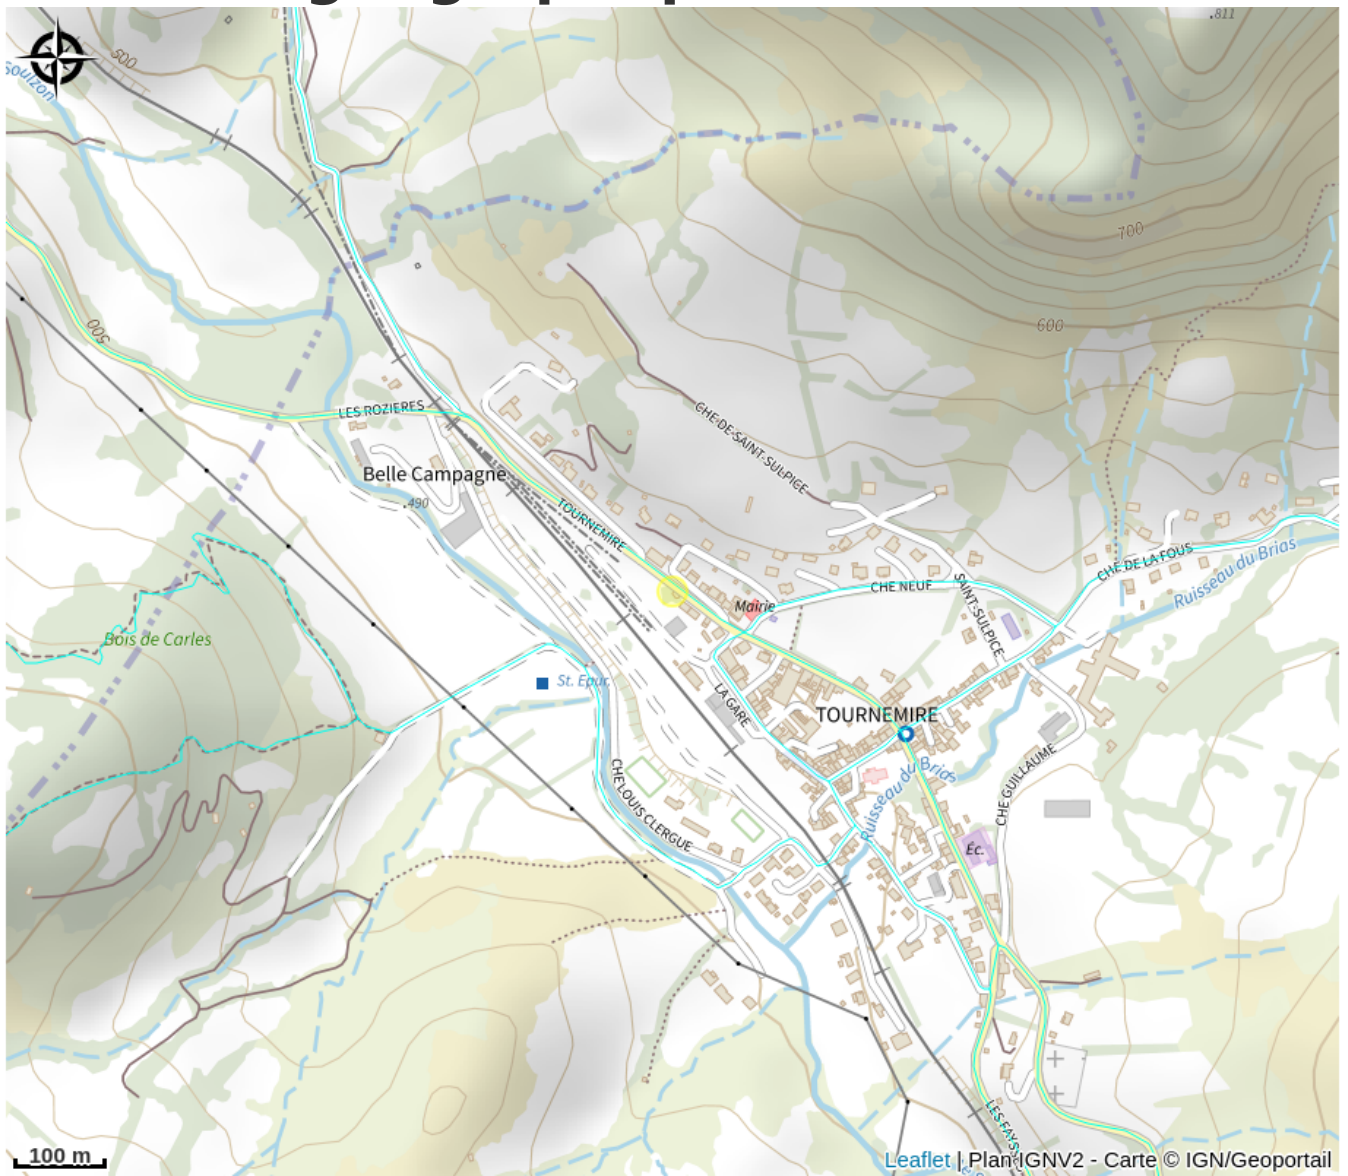 .811
500
Soulzon
700
600
500
LES ROZIERES
CHE-DE-SAINT-SULPICE
Belle Campagne
.490
TOURNEMIRE
CHE DE LA FOUS
Ruisseau du Brias
CHE NEUF
SAINT-SULPICE
Mairie
Bois de Carles
St. Epur.
LA GARE
TOURNEMIRE
Ruisseau du Brias
CHE GUILLAUME
CHE LOUIS CLERGUE
Éc.
LES FAYS
100 m
Leaflet | Plan IGNV2 - Carte © IGN/Geoportail